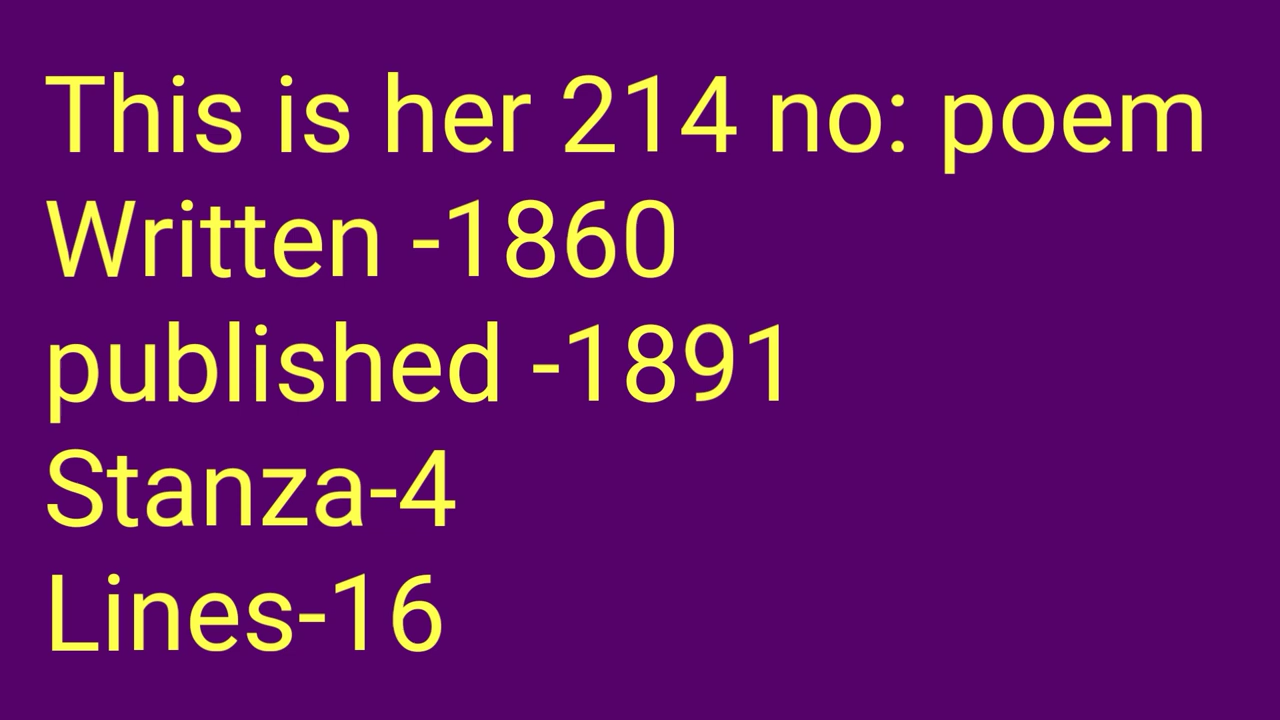 This is her 214 no: poem
Written -1860
published -1891
Stanza-4
Lines-16